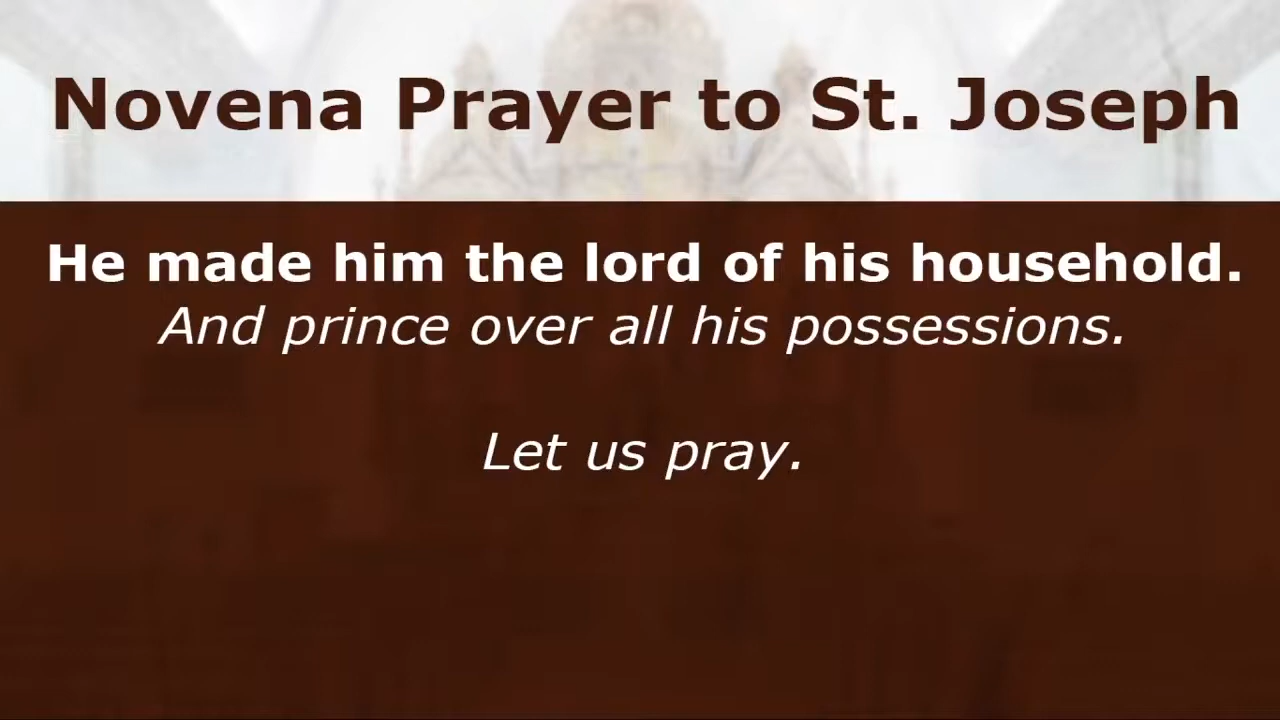 Novena Prayer to St. Joseph
He made him the lord of his household.
And prince over all his possessions.
Let us pray.